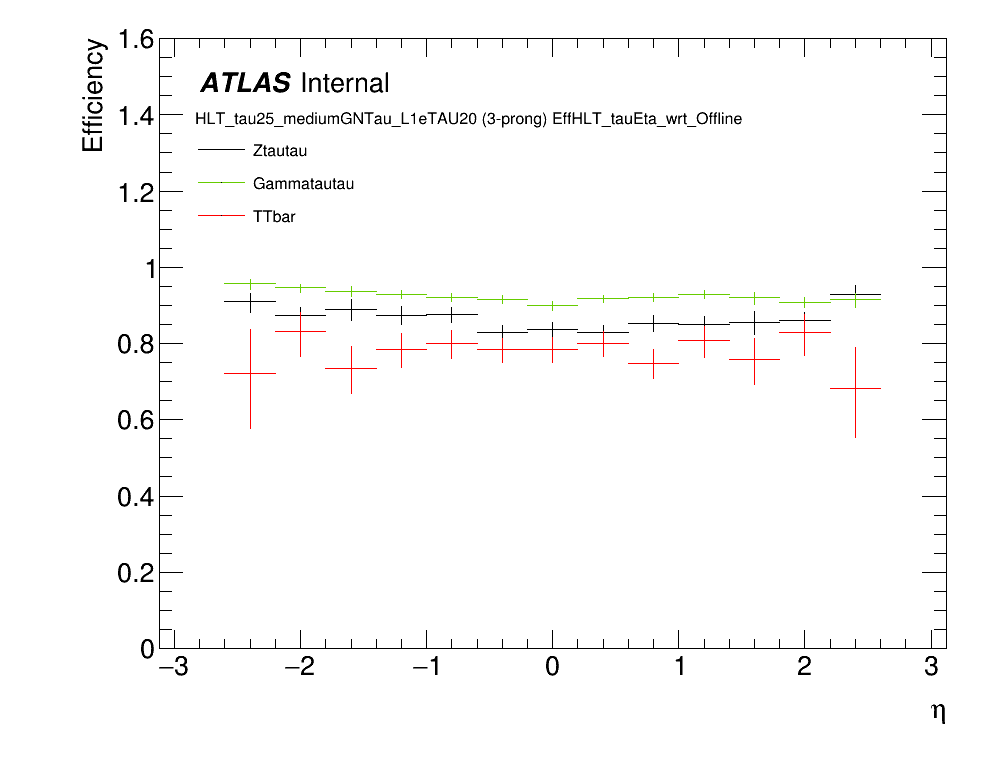 Efficiency
1.6
1.4
1.2
1
0.8
0.6
0.4
0.2
0
ATLAS Internal
HLT_tau25_mediumGNTau_L1eTAU20 (3-prong) EffHLT_tauEta_wrt_Offline
Ztautau
Gammatautau
TTbar
−3 −2 −1 0 1 2 3
η